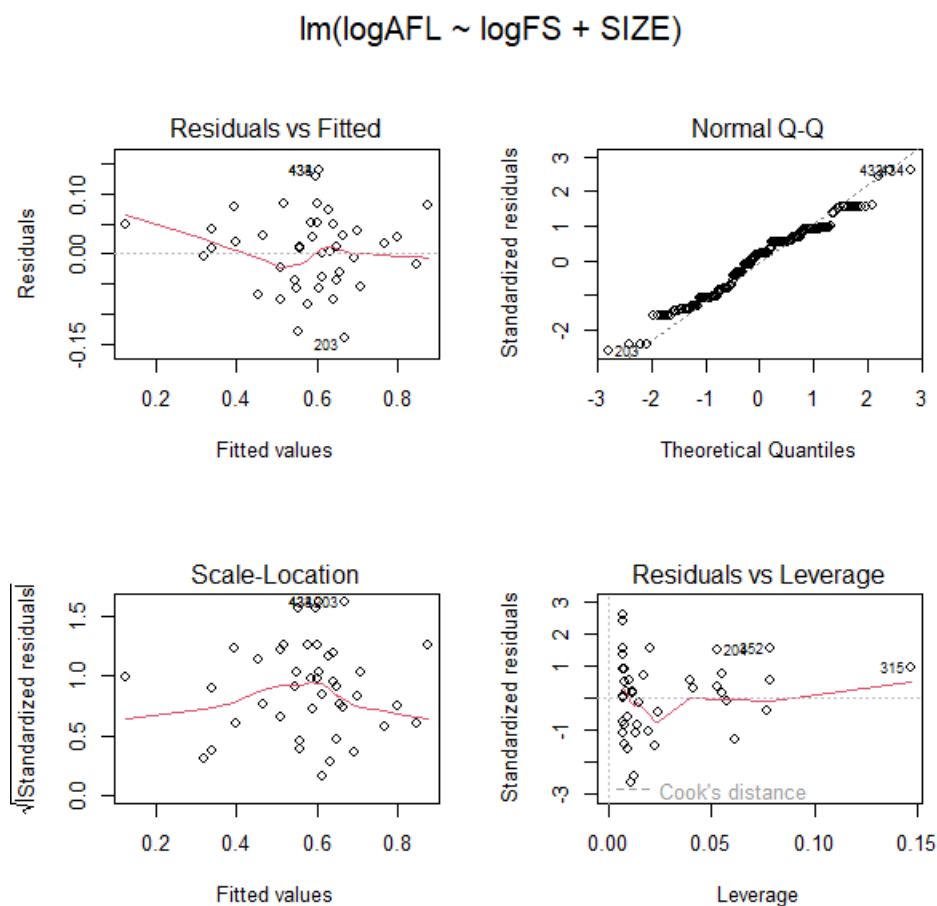 lm(logAFL ~ logFS + SIZE)
Residuals vs Fitted
Residuals
-0.15
0.00
0.10
203
0.2
0.4
0.6
0.8
Fitted values
Normal Q-Q
Standardized residuals
-2
0
1
2
3
203
-3
-2
-1
0
1
2
3
Theoretical Quantiles
Scale-Location
√|Standardized residuals|
0.0
0.5
1.0
1.5
0.2
0.4
0.6
0.8
Fitted values
Residuals vs Leverage
Standardized residuals
-3
-1
1
2
3
204
352
315
Cook's distance
0.00
0.05
0.10
0.15
Leverage